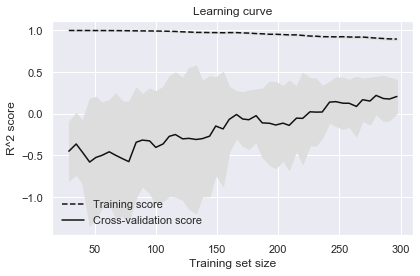 Learning curve
1.0
0.5
0.0
−0.5
−1.0
R^2 score
Training score
Cross-validation score
50
100
150
200
250
300
Training set size